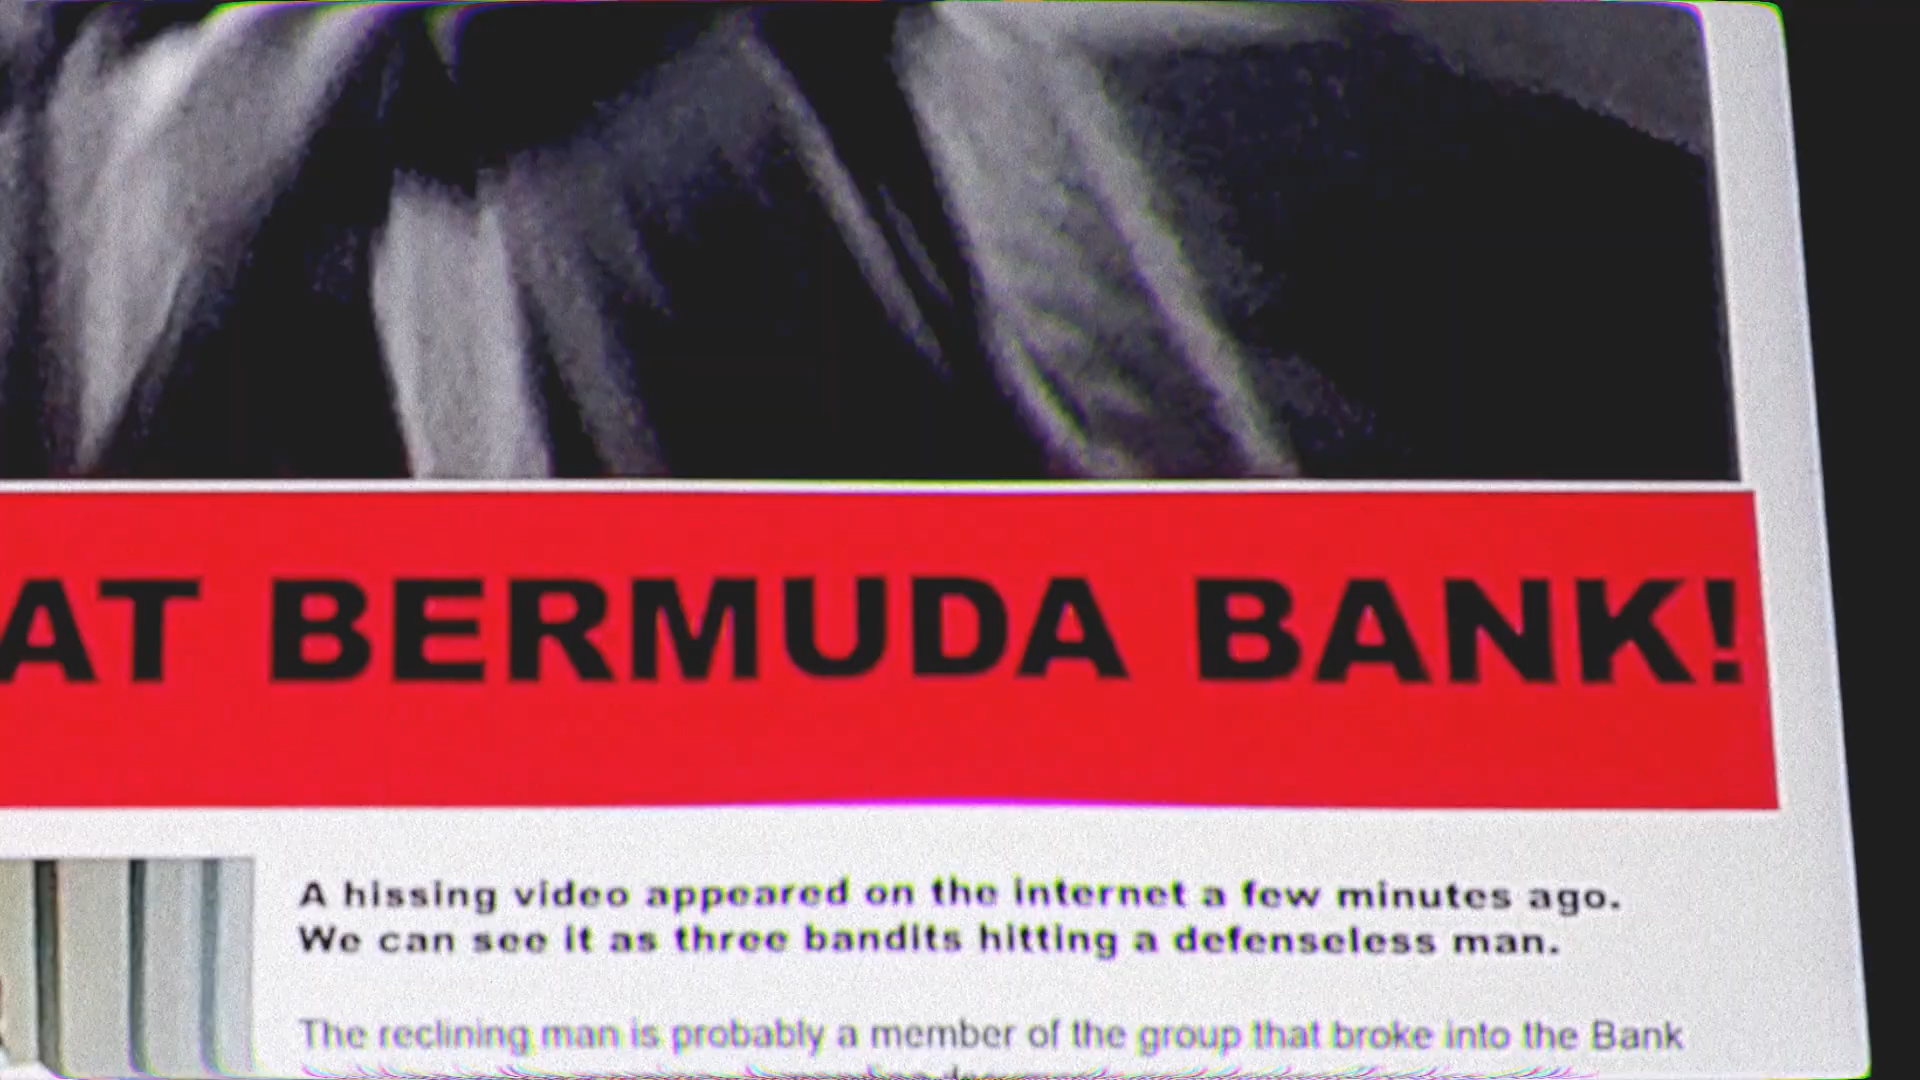 AT BERMUDA BANK!
A hissing video appeared on the internet a few minutes ago.
We can see it as three bandits hitting a defenseless man.
The reclining man is probably a member of the group that broke into the Bank